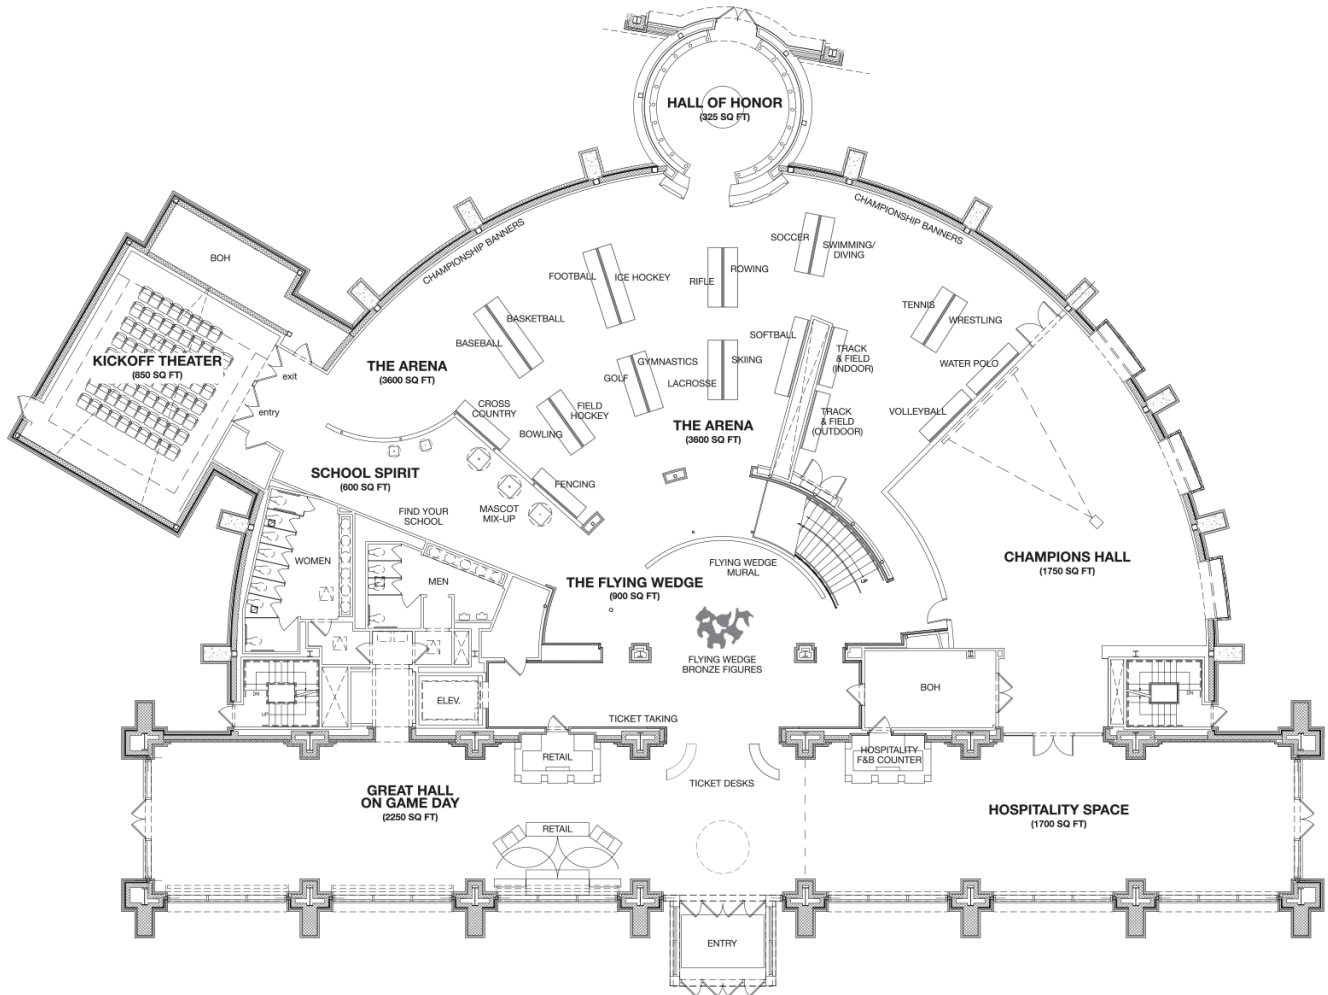 HALL OF HONOR
(325 SQ FT)
CHAMPIONSHIP BANNERS
CHAMPIONSHIP BANNERS
BOH
SOCCER
SWIMMING/
DIVING
FOOTBALL
ICE HOCKEY
RIFLE
ROWING
TENNIS
WRESTLING
BASKETBALL
BASEBALL
SOFTBALL
TRACK
& FIELD
(INDOOR)
KICKOFF THEATER
(850 SQ FT)
exit
entry
THE ARENA
(3600 SQ FT)
GOLF
GYMNASTICS
LACROSSE
SKIING
WATER POLO
VOLLEYBALL
CROSS
COUNTRY
FIELD
HOCKEY
BOWLING
THE ARENA
(3600 SQ FT)
TRACK
& FIELD
(OUTDOOR)
SCHOOL SPIRIT
(600 SQ FT)
FENCING
MASCOT
MIX-UP
FIND YOUR
SCHOOL
WOMEN
MEN
THE FLYING WEDGE
(900 SQ FT)
FLYING WEDGE
MURAL
UP
CHAMPIONS HALL
(1750 SQ FT)
FLYING WEDGE
BRONZE FIGURES
DN
UP
ELEV.
BOH
DN
TICKET TAKING
RETAIL
TICKET DESKS
HOSPITALITY
F&B COUNTER
GREAT HALL
ON GAME DAY
(2250 SQ FT)
HOSPITALITY SPACE
(1700 SQ FT)
RETAIL
ENTRY